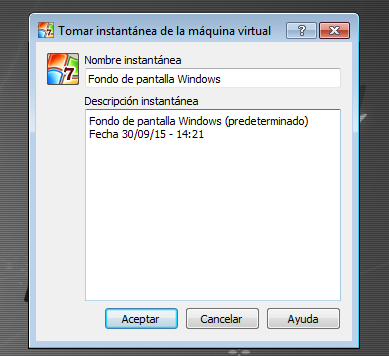 Tomar instantánea de la máquina virtual
7
Nombre instantánea
Fondo de pantalla Windows
Descripción instantánea
Fondo de pantalla Windows (predeterminado)
Fecha 30/09/15 - 14:21
Aceptar Cancelar Ayuda